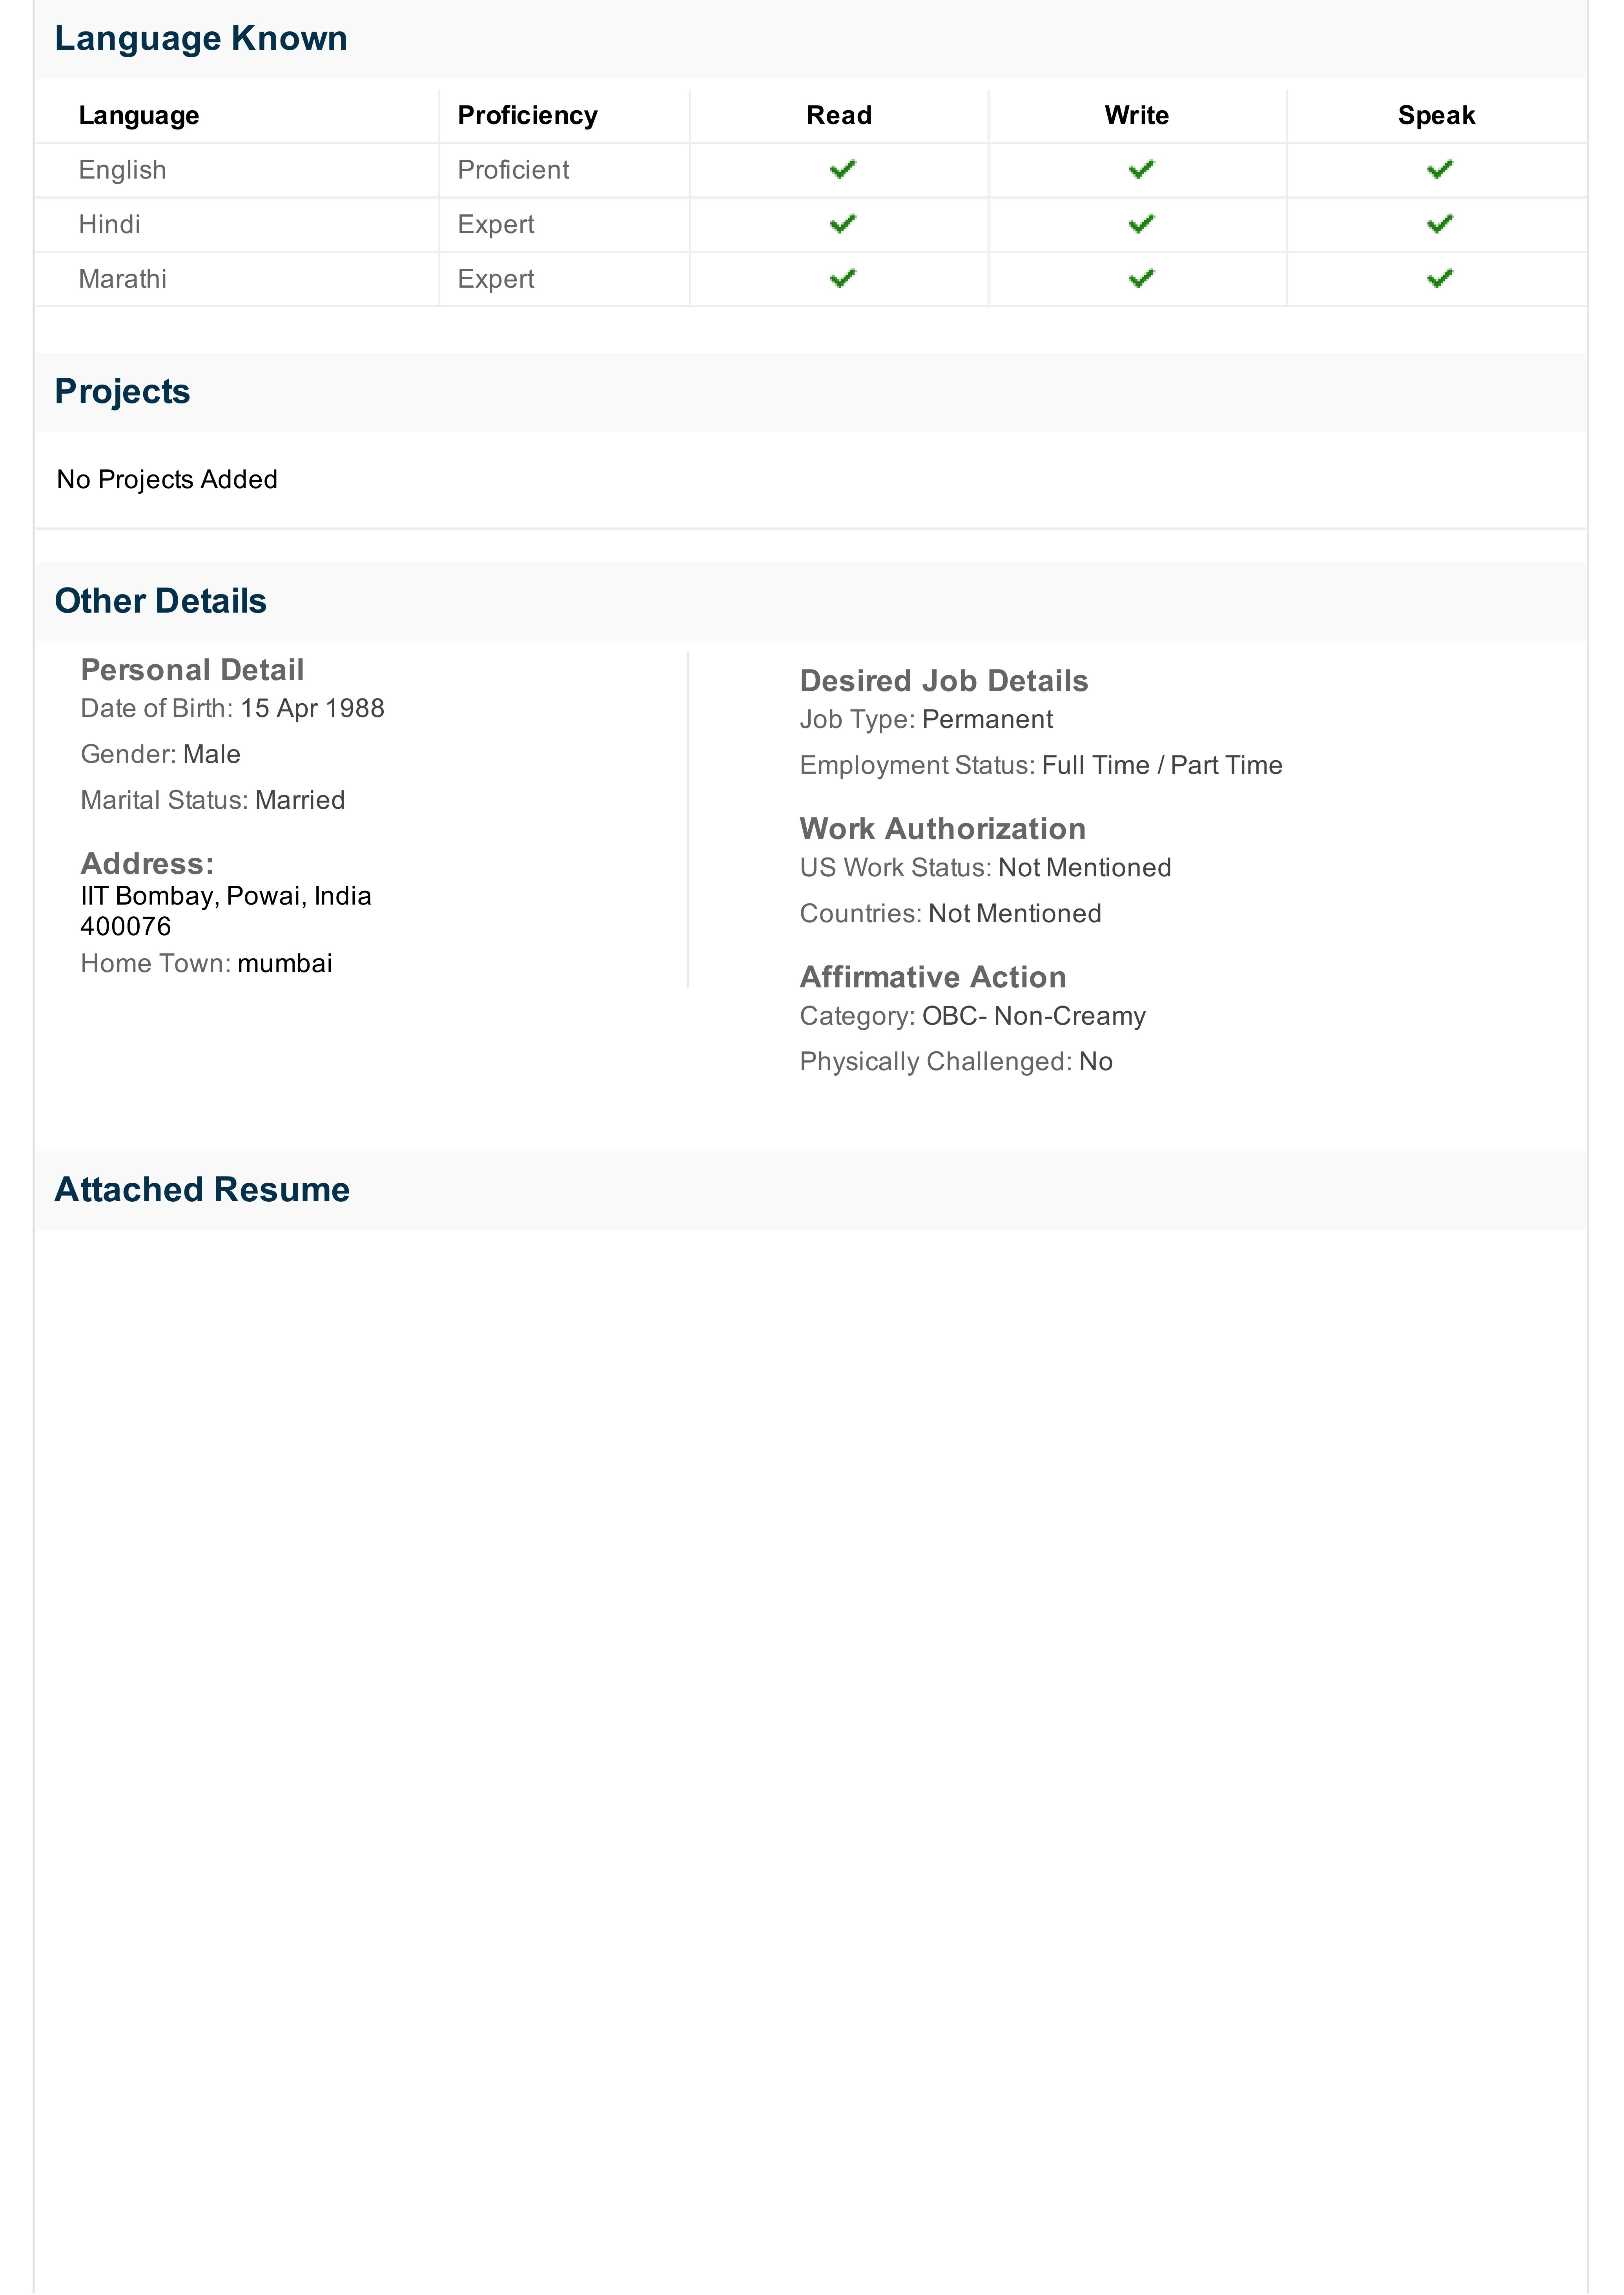 Language Known
Language Proficiency Read Write Speak
English Proficient
Hindi Expert
Marathi Expert
Projects
No Projects Added
Other Details
Personal Detail
Date of Birth: 15 Apr 1988
Gender: Male
Marital Status: Married
Address:
IIT Bombay, Powai, India
400076
Home Town: mumbai
Desired Job Details
Job Type: Permanent
Employment Status: Full Time / Part Time
Work Authorization
US Work Status: Not Mentioned
Countries: Not Mentioned
Affirmative Action
Category: OBC- Non-Creamy
Physically Challenged: No
Attached Resume